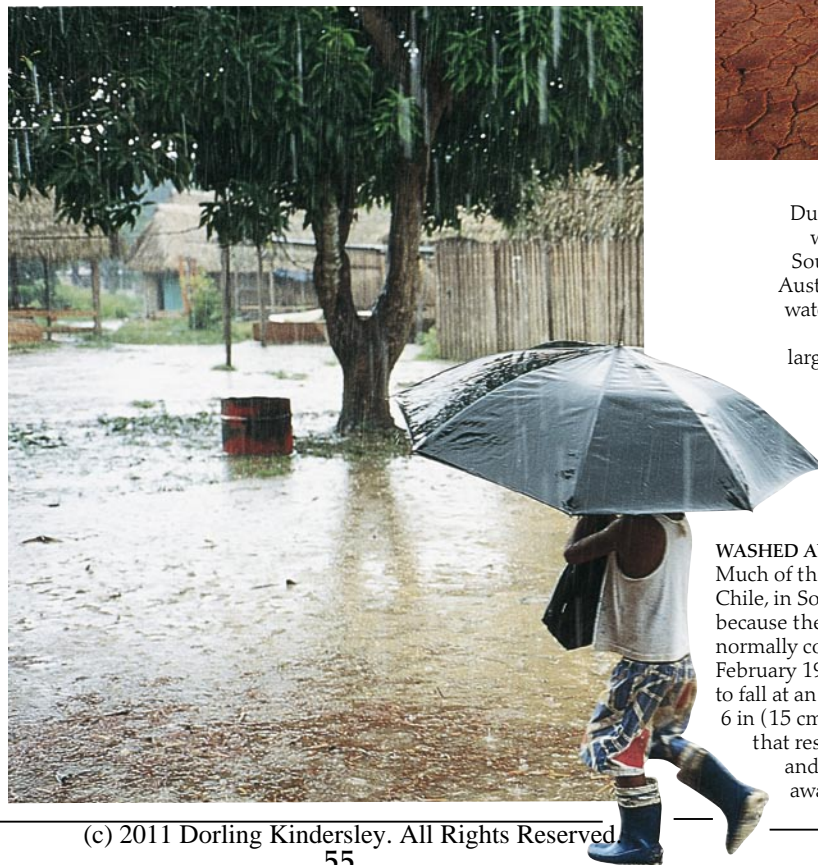 Du
Sou
Aust
wate
larg
WASHED A
Much of th
Chile, in So
because the
normally co
February 19
to fall at an
6 in (15 cm
that res
and
awa
(c) 2011 Dorling Kindersley. All Rights Reserved.
55